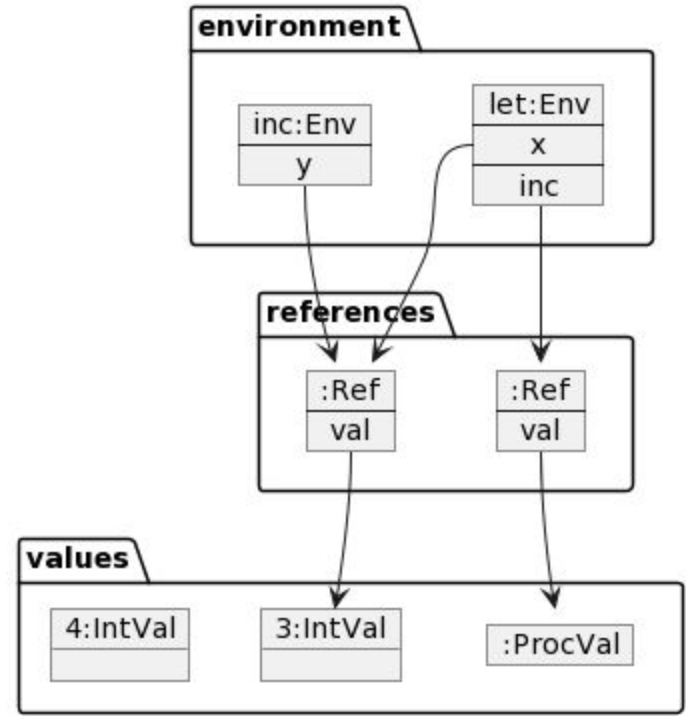 environment
inc:Env
y
let:Env
x
inc
references
:Ref
val
:Ref
val
values
4:IntVal
3:IntVal
:ProcVal